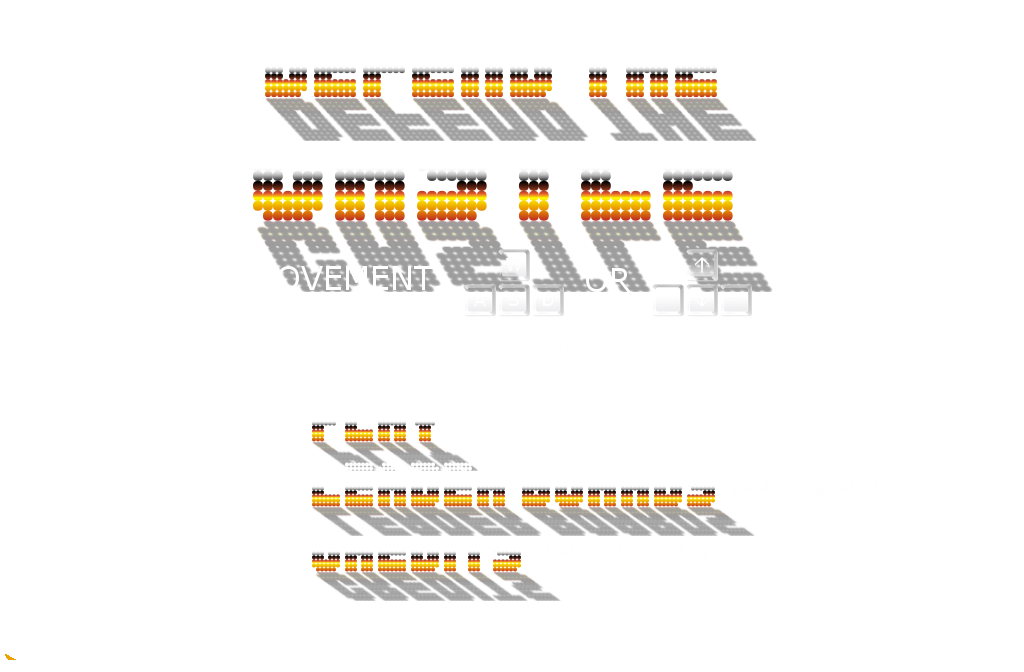 DEFEND THE
CASTLE
OVEMENT OR ↑
A S D
PLAY
LEADER BOARDS
CREDITS